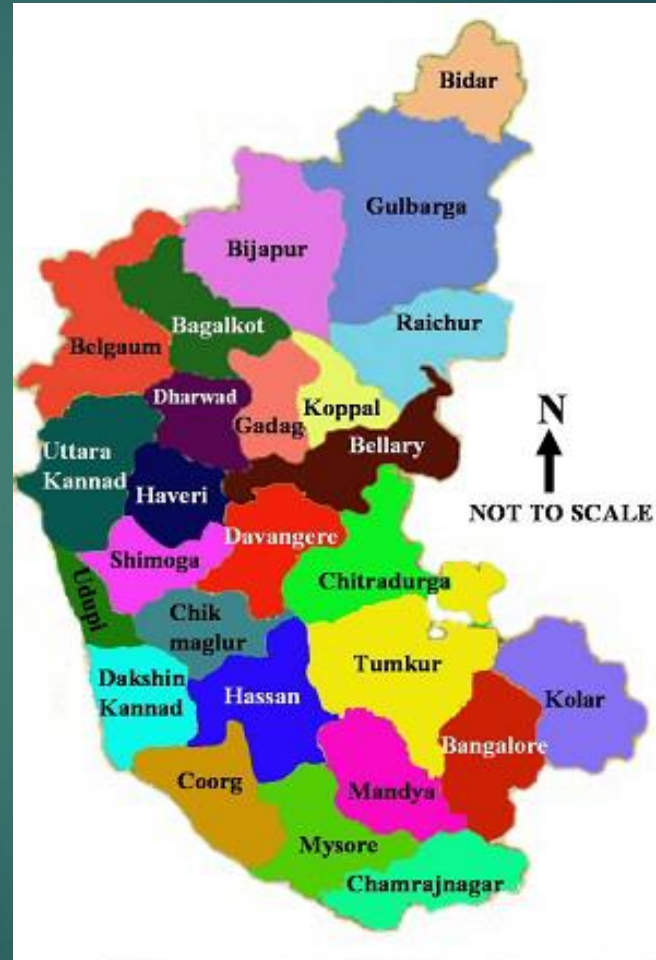 Bidar
Gulbarga
Bijapur
Raichur
Bagalkot
Belgaum
Dharwad
Koppal
Gadag
N
Bellary
Uttara
Kannad
Haveri
NOT TO SCALE
Davangere
Shimoga
Chitradurga
Udupi
Chik
maglur
Tumkur
Dakshin
Kannad
Hassan
Kolar
Bangalore
Coorg
Mandya
Mysore
Chamrajnagar